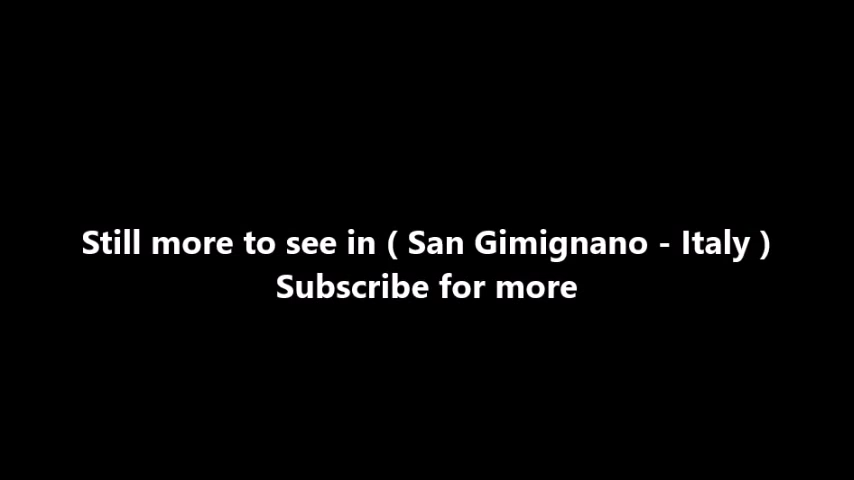 Still more to see in ( San Gimignano - Italy )
Subscribe for more